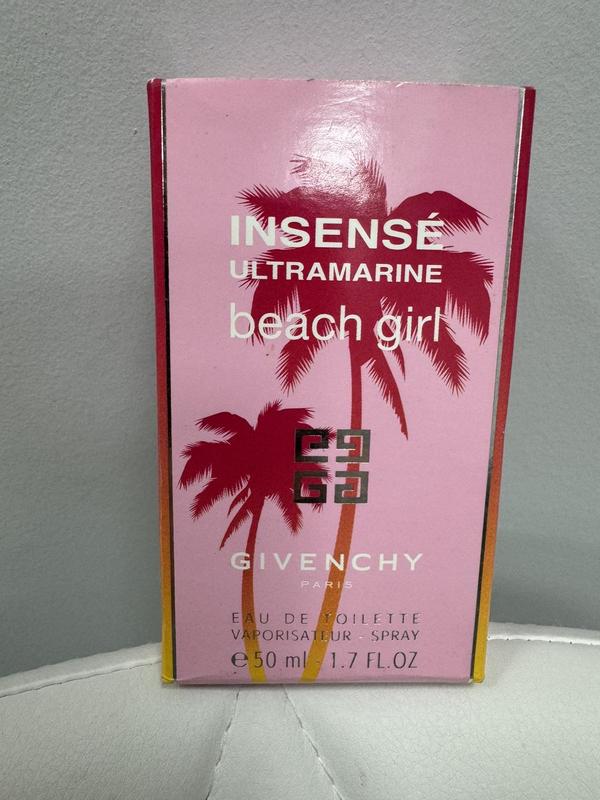 INSENSÉ
ULTRAMARINE
beach girl
GIVENCHY
PARIS
EAU DE TOILETTE
VAPORISATEUR - SPRAY
℮ 50 ml - 1.7 FL.OZ